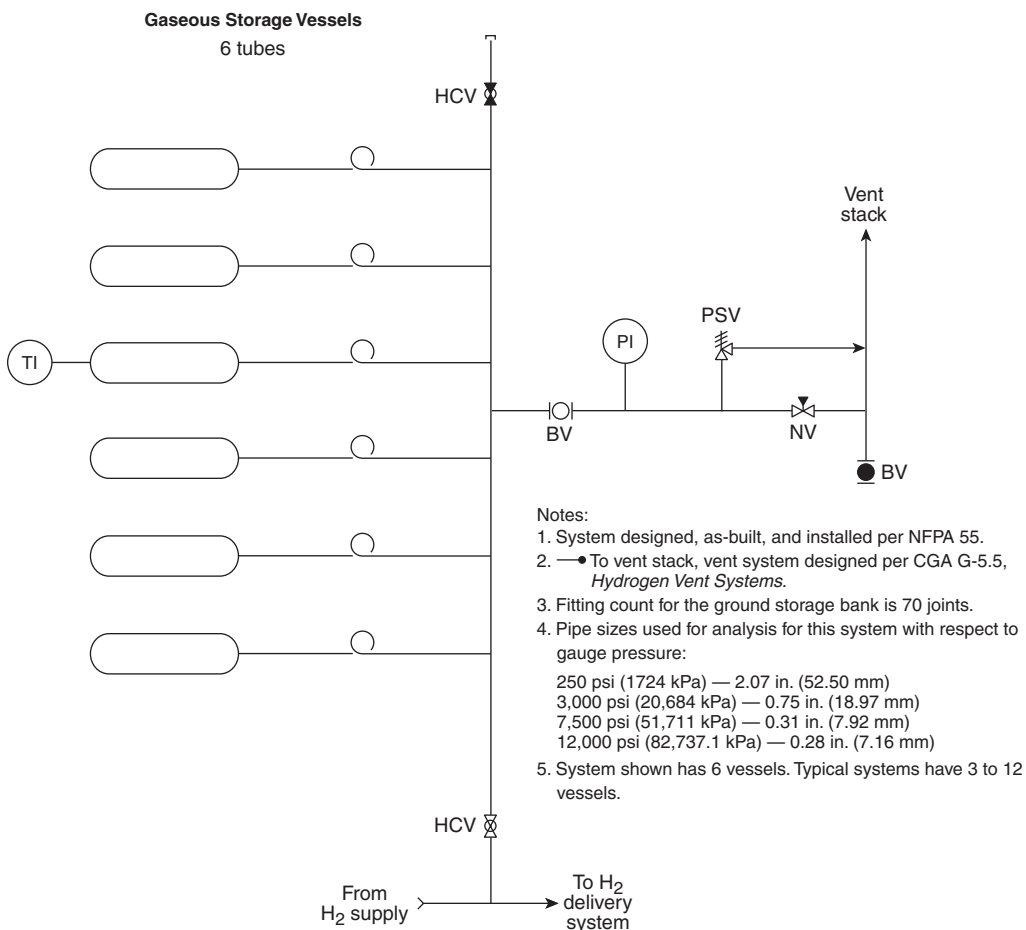 Gaseous Storage Vessels
6 tubes
HCV
TI
Vent
stack
PSV
PI
BV
NV
BV
Notes:
1. System designed, as-built, and installed per NFPA 55.
2. To vent stack, vent system designed per CGA G-5.5,
Hydrogen Vent Systems.
3. Fitting count for the ground storage bank is 70 joints.
4. Pipe sizes used for analysis for this system with respect to
gauge pressure:
250 psi (1724 kPa) — 2.07 in. (52.50 mm)
3,000 psi (20,684 kPa) — 0.75 in. (18.97 mm)
7,500 psi (51,711 kPa) — 0.31 in. (7.92 mm)
12,000 psi (82,737.1 kPa) — 0.28 in. (7.16 mm)
5. System shown has 6 vessels. Typical systems have 3 to 12
vessels.
HCV
From
H2 supply
To H2
delivery
system